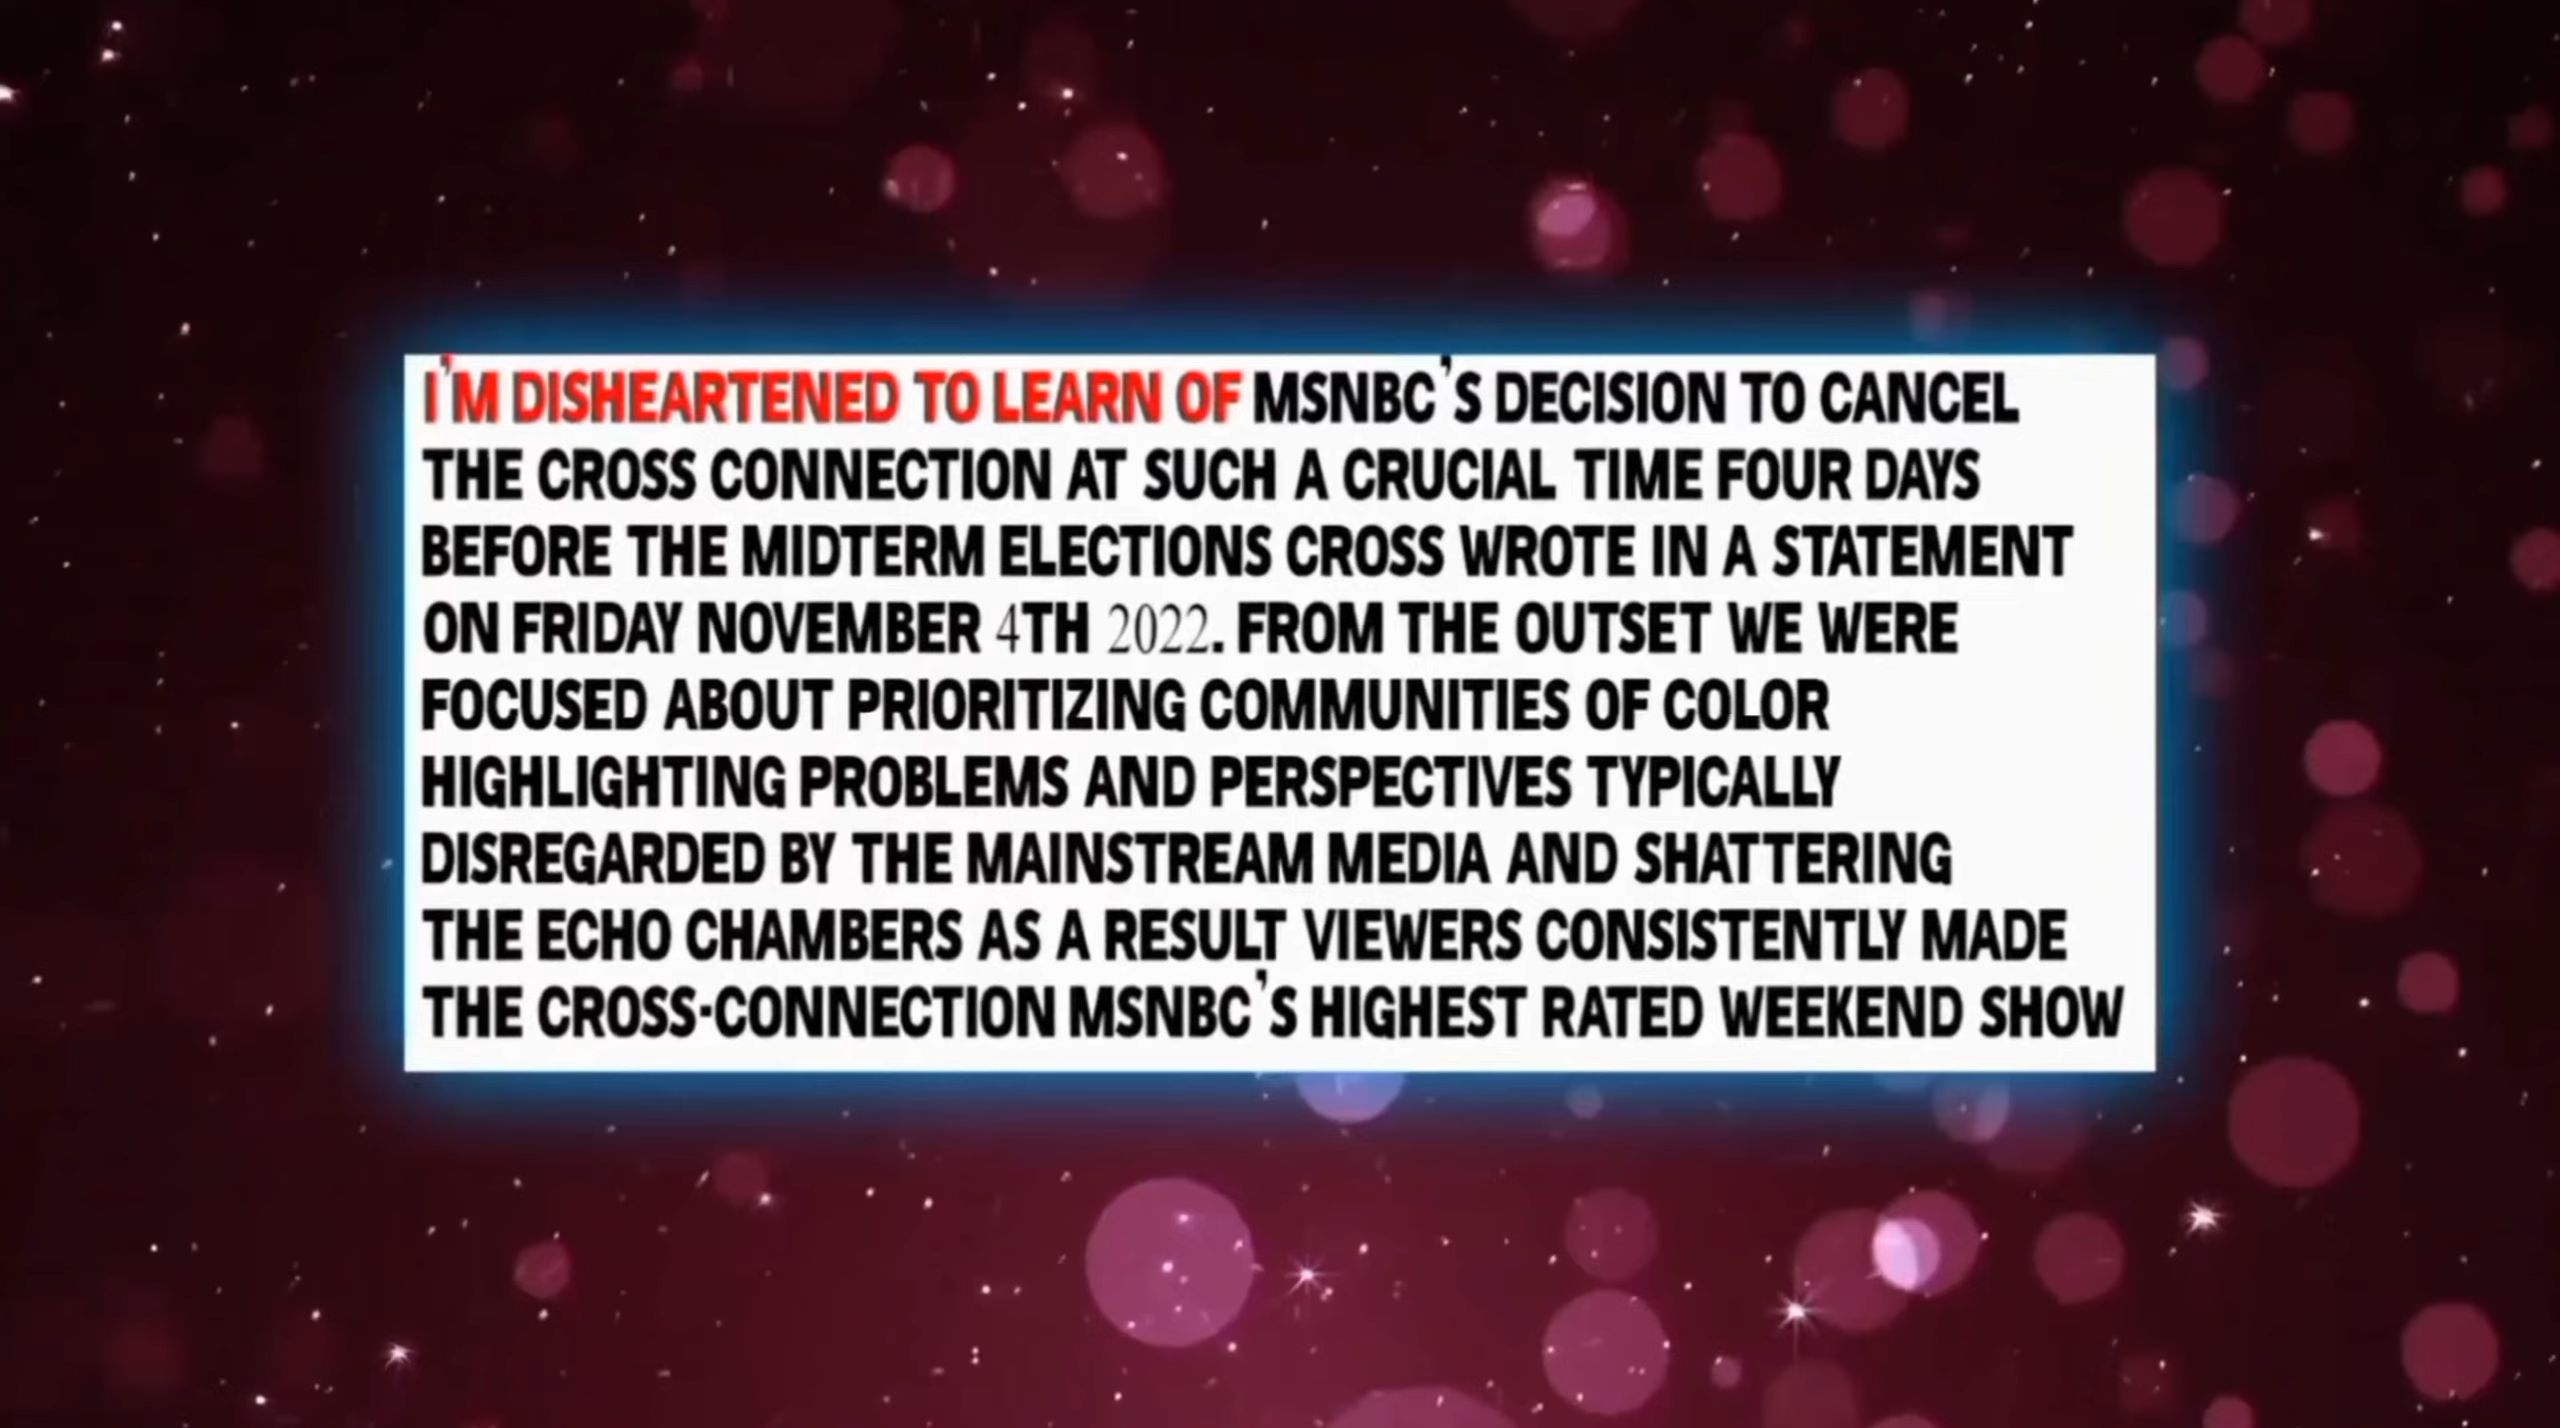 I'M DISHEARTENED TO LEARN OF MSNBC'S DECISION TO CANCEL
THE CROSS CONNECTION AT SUCH A CRUCIAL TIME FOUR DAYS
BEFORE THE MIDTERM ELECTIONS CROSS WROTE IN A STATEMENT
ON FRIDAY NOVEMBER 4TH 2022. FROM THE OUTSET WE WERE
FOCUSED ABOUT PRIORITIZING COMMUNITIES OF COLOR
HIGHLIGHTING PROBLEMS AND PERSPECTIVES TYPICALLY
DISREGARDED BY THE MAINSTREAM MEDIA AND SHATTERING
THE ECHO CHAMBERS AS A RESULT VIEWERS CONSISTENTLY MADE
THE CROSS-CONNECTION MSNBC'S HIGHEST RATED WEEKEND SHOW